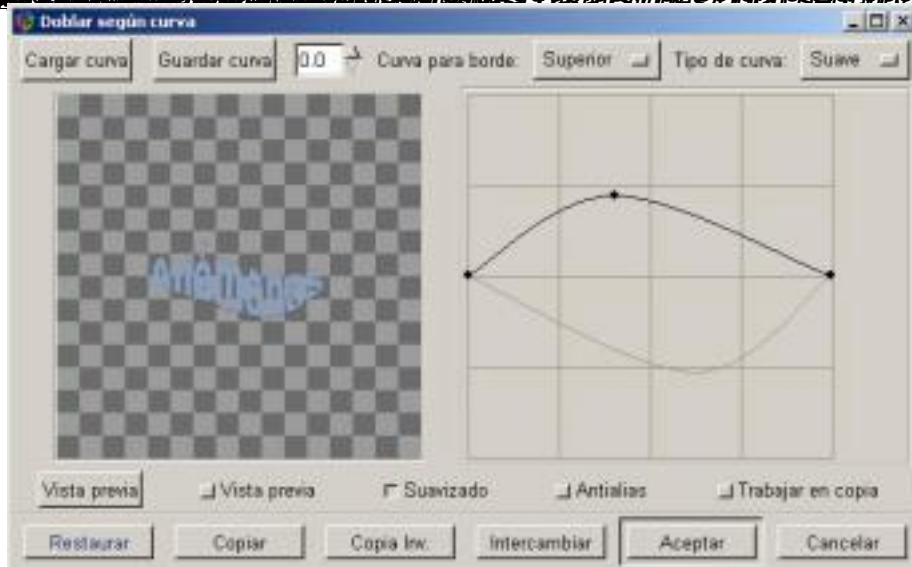 Doblar según curva
Cargar curva Guardar curva 0.0 Curva para borde: Superior Tipo de curva: Suave
Vista previa Vista previa Suavizado Antialias Trabajar en copia
Restaurar Copiar Copia Inv. Intercambiar Aceptar Cancelar